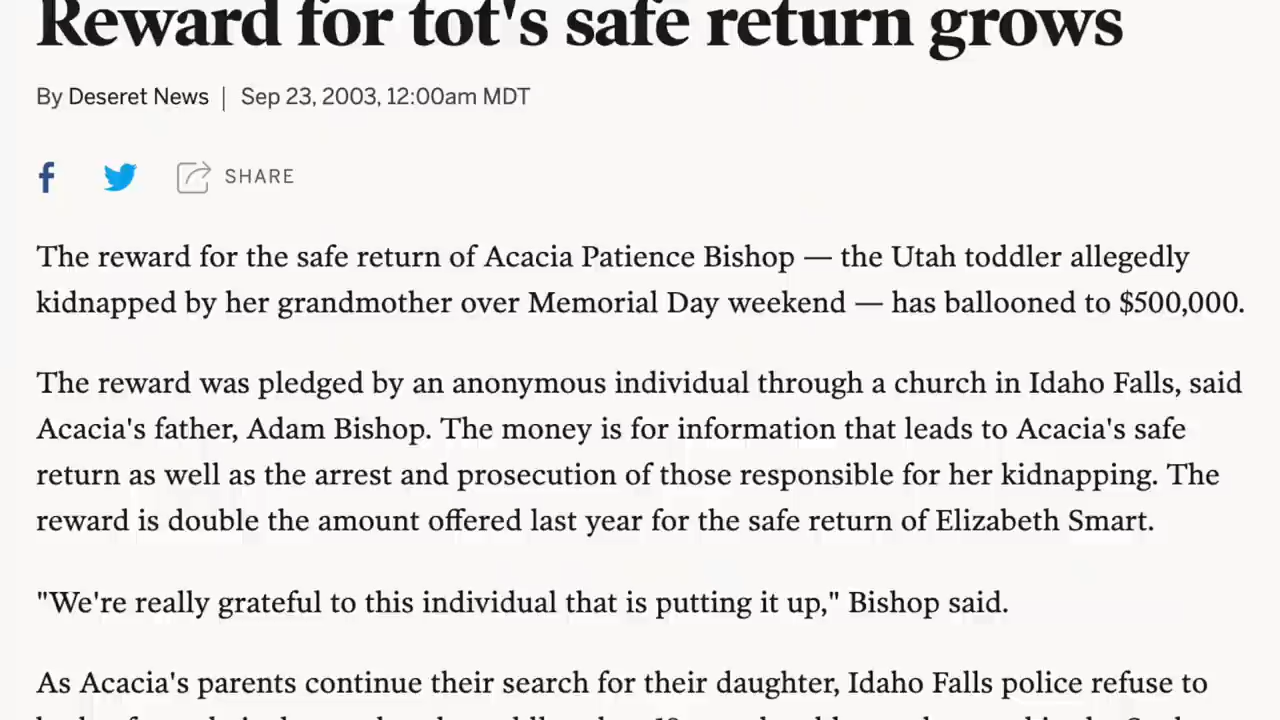 Reward for tot's safe return grows
By Deseret News | Sep 23, 2003, 12:00am MDT
SHARE
The reward for the safe return of Acacia Patience Bishop — the Utah toddler allegedly
kidnapped by her grandmother over Memorial Day weekend — has ballooned to $500,000.
The reward was pledged by an anonymous individual through a church in Idaho Falls, said
Acacia's father, Adam Bishop. The money is for information that leads to Acacia's safe
return as well as the arrest and prosecution of those responsible for her kidnapping. The
reward is double the amount offered last year for the safe return of Elizabeth Smart.
"We're really grateful to this individual that is putting it up," Bishop said.
As Acacia's parents continue their search for their daughter, Idaho Falls police refuse to